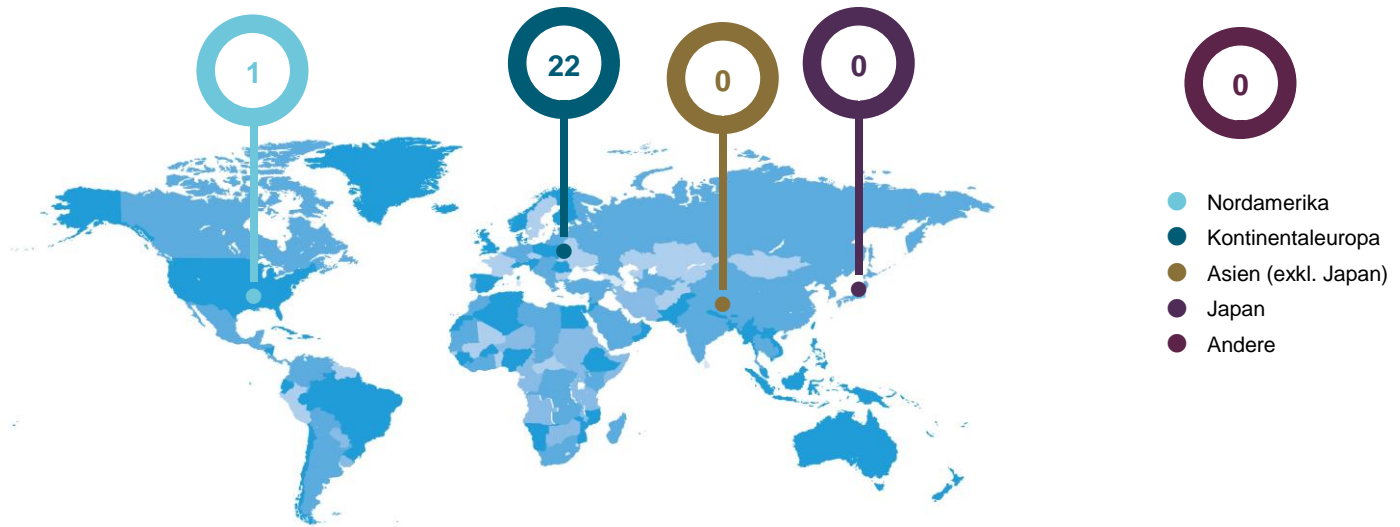 1
22
0
0
0
Nordamerika
Kontinentaleuropa
Asien (exkl. Japan)
Japan
Andere